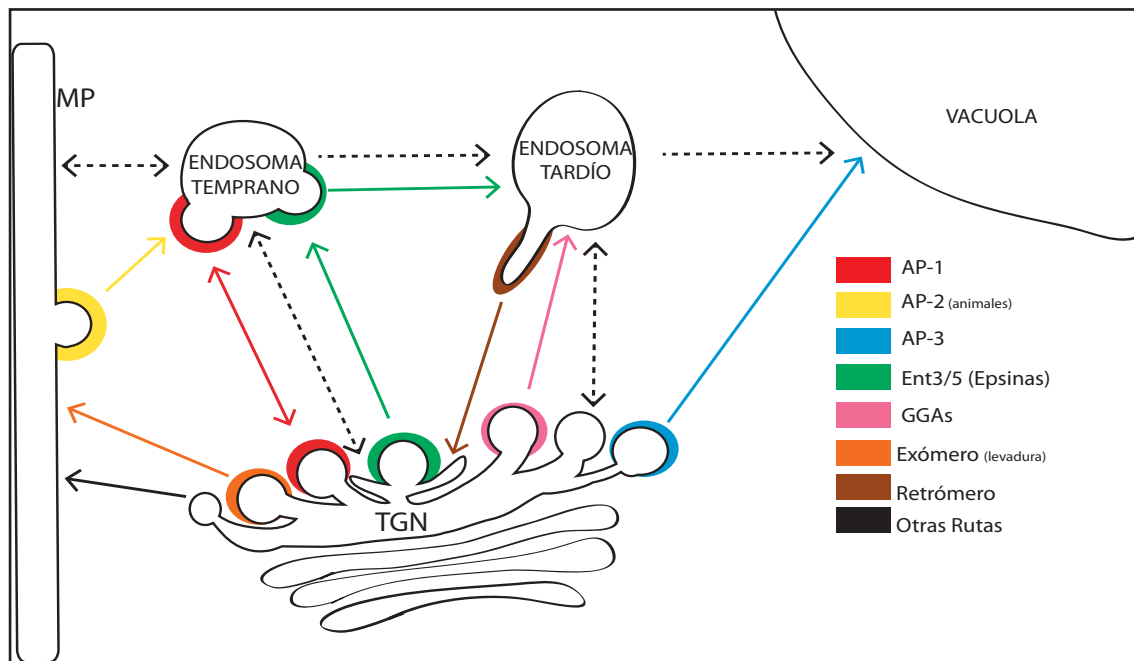 MP
ENDOSOMA
TEMPRANO
ENDOSOMA
TARDÍO
VACUOLA
TGN
AP-1
AP-2 (animales)
AP-3
Ent3/5 (Epsinas)
GGAs
Exómero (levadura)
Retrómero
Otras Rutas